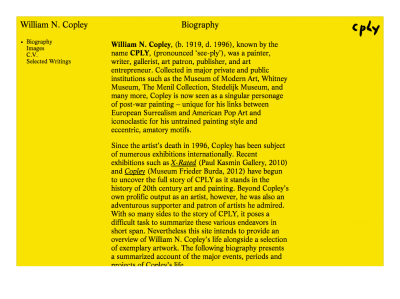 William N. Copley
Biography
cply
• Biography
Images
C.V.
Selected Writings
William N. Copley, (b. 1919, d. 1996), known by the
name CPLY, (pronounced ‘see-ply’), was a painter,
writer, gallerist, art patron, publisher, and art
entrepreneur. Collected in major private and public
institutions such as the Museum of Modern Art, Whitney
Museum, The Menil Collection, Stedelijk Museum, and
many more, Copley is now seen as a singular personage
of post-war painting – unique for his links between
European Surrealism and American Pop Art and
iconoclastic for his untrained painting style and
eccentric, amatory motifs.
Since the artist’s death in 1996, Copley has been subject
of numerous exhibitions internationally. Recent
exhibitions such as X-Rated (Paul Kasmin Gallery, 2010)
and Copley (Museum Frieder Burda, 2012) have begun
to uncover the full story of CPLY as it stands in the
history of 20th century art and painting. Beyond Copley’s
own prolific output as an artist, however, he was also an
adventurous supporter and patron of artists he admired.
With so many sides to the story of CPLY, it poses a
difficult task to summarize these various endeavors in
short span. Nevertheless this site intends to provide an
overview of William N. Copley’s life alongside a selection
of exemplary artwork. The following biography presents
a summarized account of the major events, periods and
projects of Copley’s life.